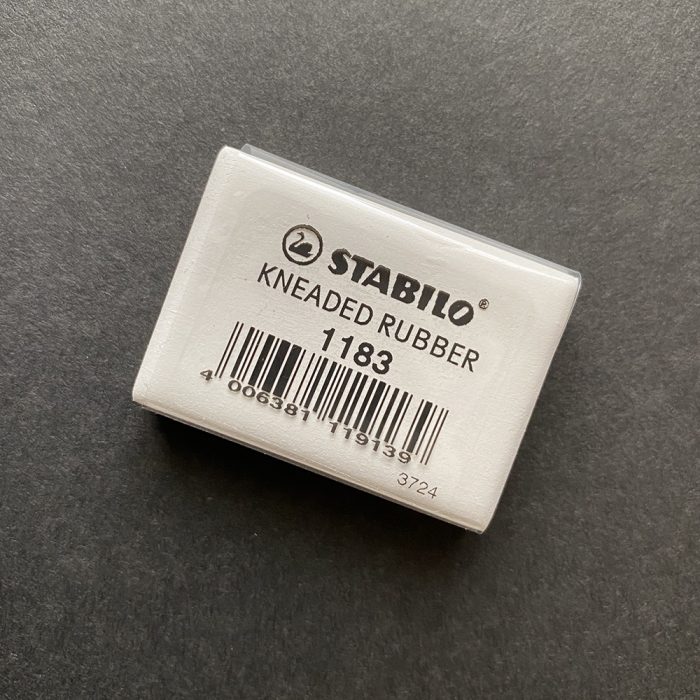 STABILO®
KNEADED RUBBER
1183
4 006381 119139
3724